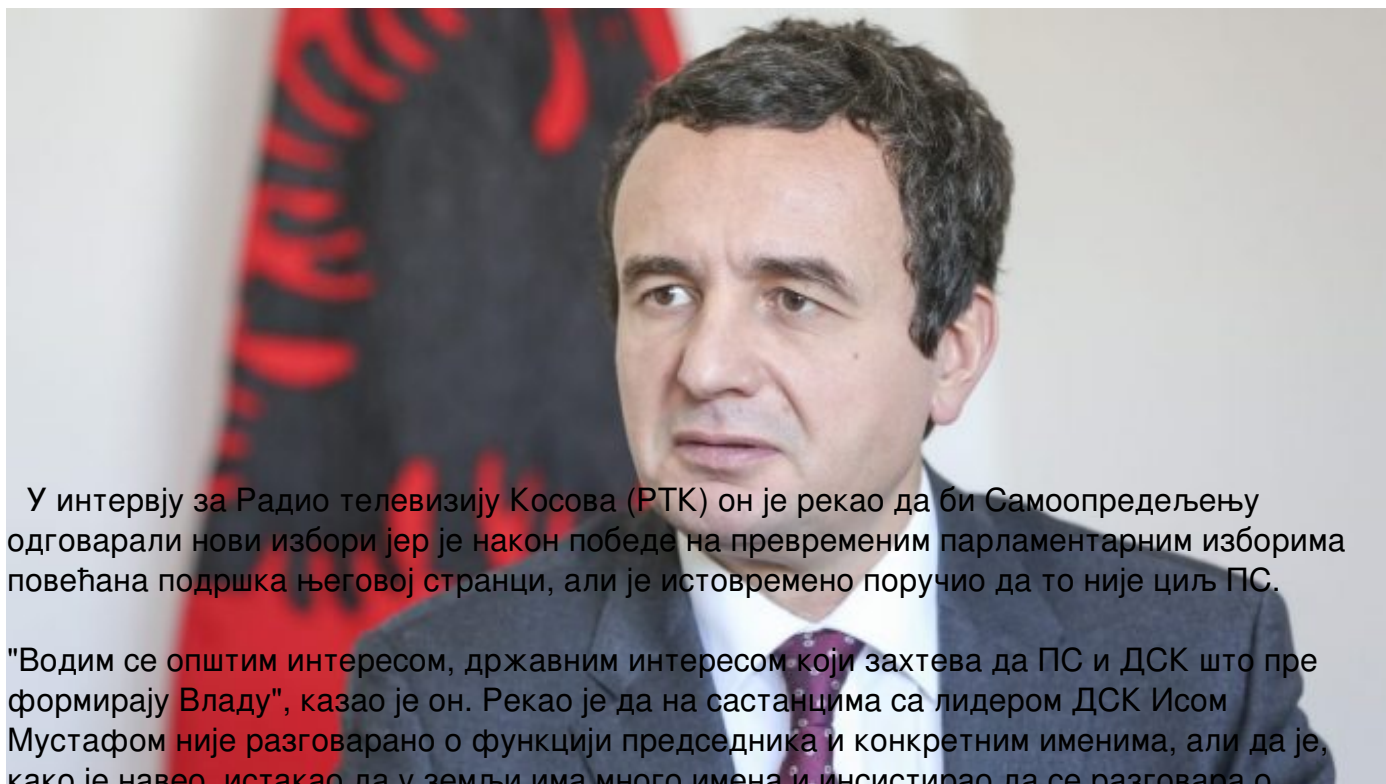 У интервју за Радио телевизију Косова (РТК) он је рекао да би Самоопредељењу
одговарали нови избори јер је након победе на превременим парламентарним изборима
повећана подршка његовој странци, али је истовремено поручио да то није циљ ПС.
"Водим се општим интересом, државним интересом који захтева да ПС и ДСК што пре
формирају Владу", казао је он. Рекао је да на састанцима са лидером ДСК Исом
Мустафом није разговарано о функцији председника и конкретним именима, али да је,
како је навео, истакао да у земљи има много имена и инсистирао да се разговара о